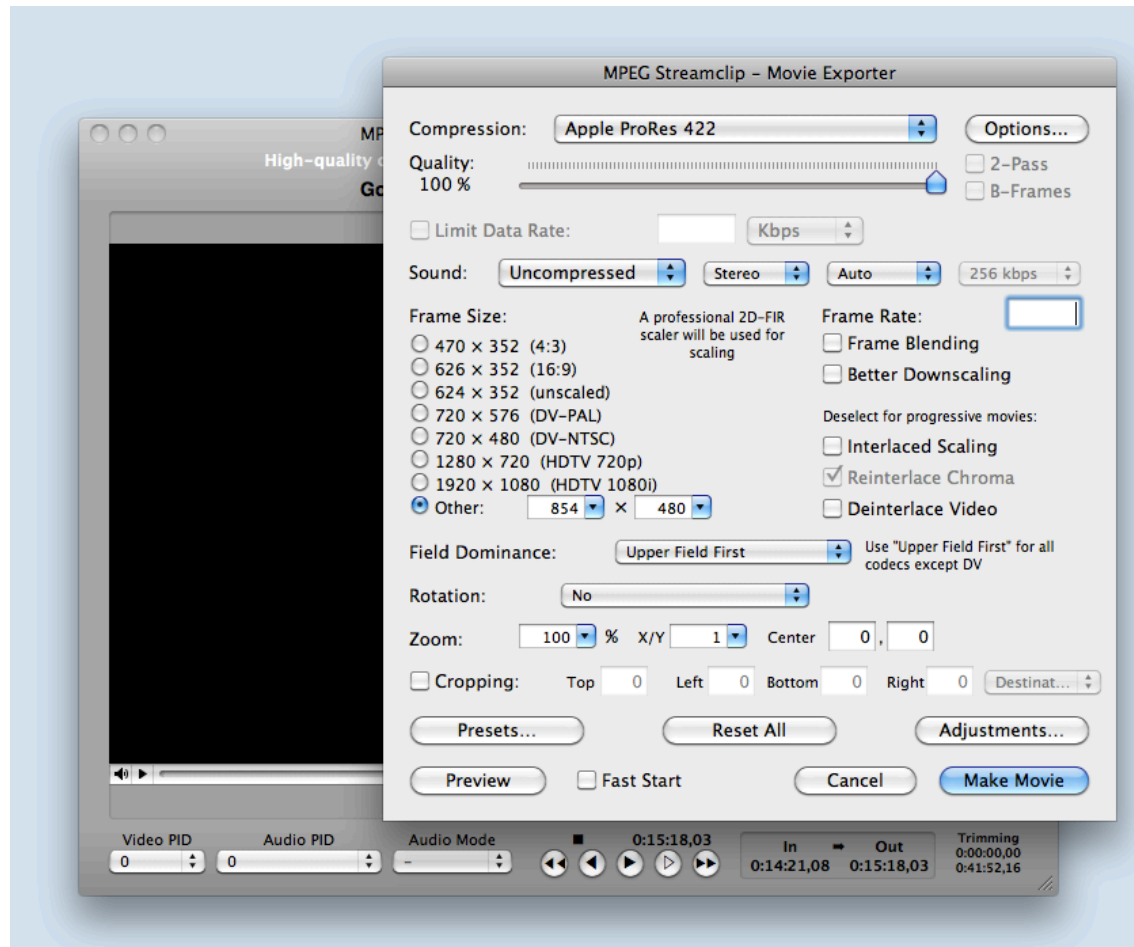 MPEG Streamclip – Movie Exporter
MP
High-quality
Go
Compression: Apple ProRes 422 Options...
Quality: 2-Pass
100 % B-Frames
Limit Data Rate: Kbps
Sound: Uncompressed Stereo Auto 256 kbps
Frame Size:
A professional 2D-FIR
scaler will be used for
scaling
470 × 352 (4:3)
626 × 352 (16:9)
624 × 352 (unscaled)
720 × 576 (DV-PAL)
720 × 480 (DV-NTSC)
1280 × 720 (HDTV 720p)
1920 × 1080 (HDTV 1080i)
Other: 854 × 480
Frame Rate:
Frame Blending
Better Downscaling
Deselect for progressive movies:
Interlaced Scaling
Reinterlace Chroma
Deinterlace Video
Field Dominance: Upper Field First
Use "Upper Field First" for all
codecs except DV
Rotation: No
Zoom: 100 % X/Y 1 Center 0 , 0
Cropping: Top 0 Left 0 Bottom 0 Right 0 Destinat...
Presets... Reset All Adjustments...
Preview Fast Start Cancel Make Movie
Video PID Audio PID Audio Mode 0:15:18,03 In Out Trimming
0 0 – 0:14:21,08 0:15:18,03 0:00:00,00
0:41:52,16